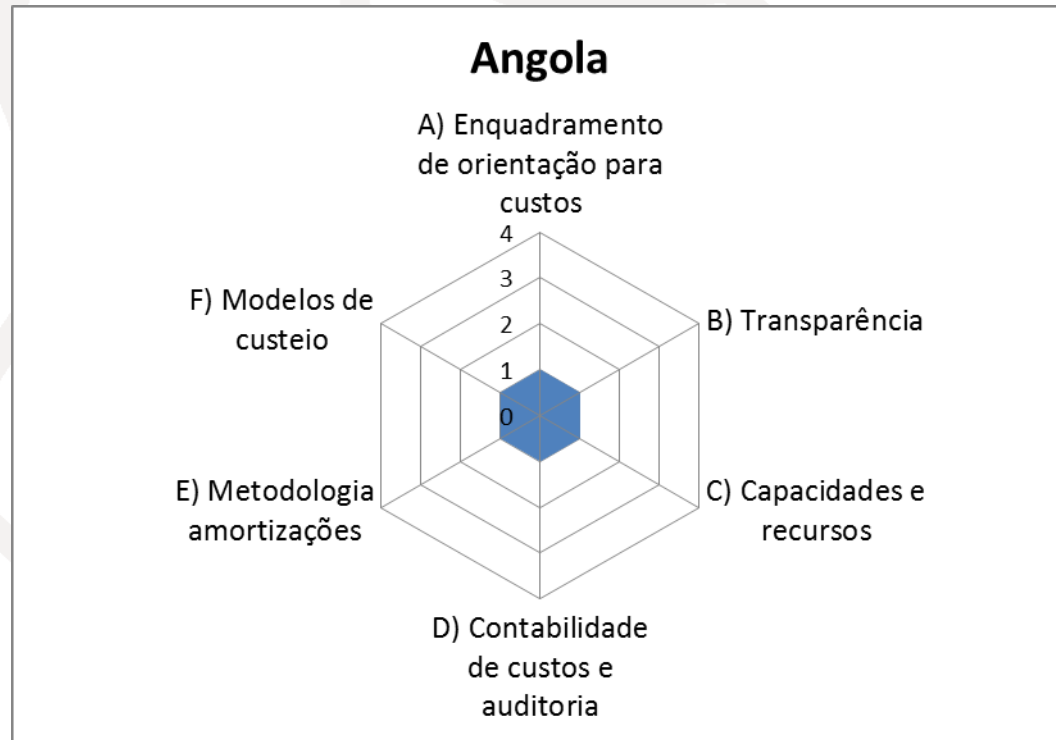 Angola
A) Enquadramento
de orientação para
custos
4
3
2
1
0
F) Modelos de
custeio
B) Transparência
E) Metodologia
amortizações
C) Capacidades e
recursos
D) Contabilidade
de custos e
auditoria